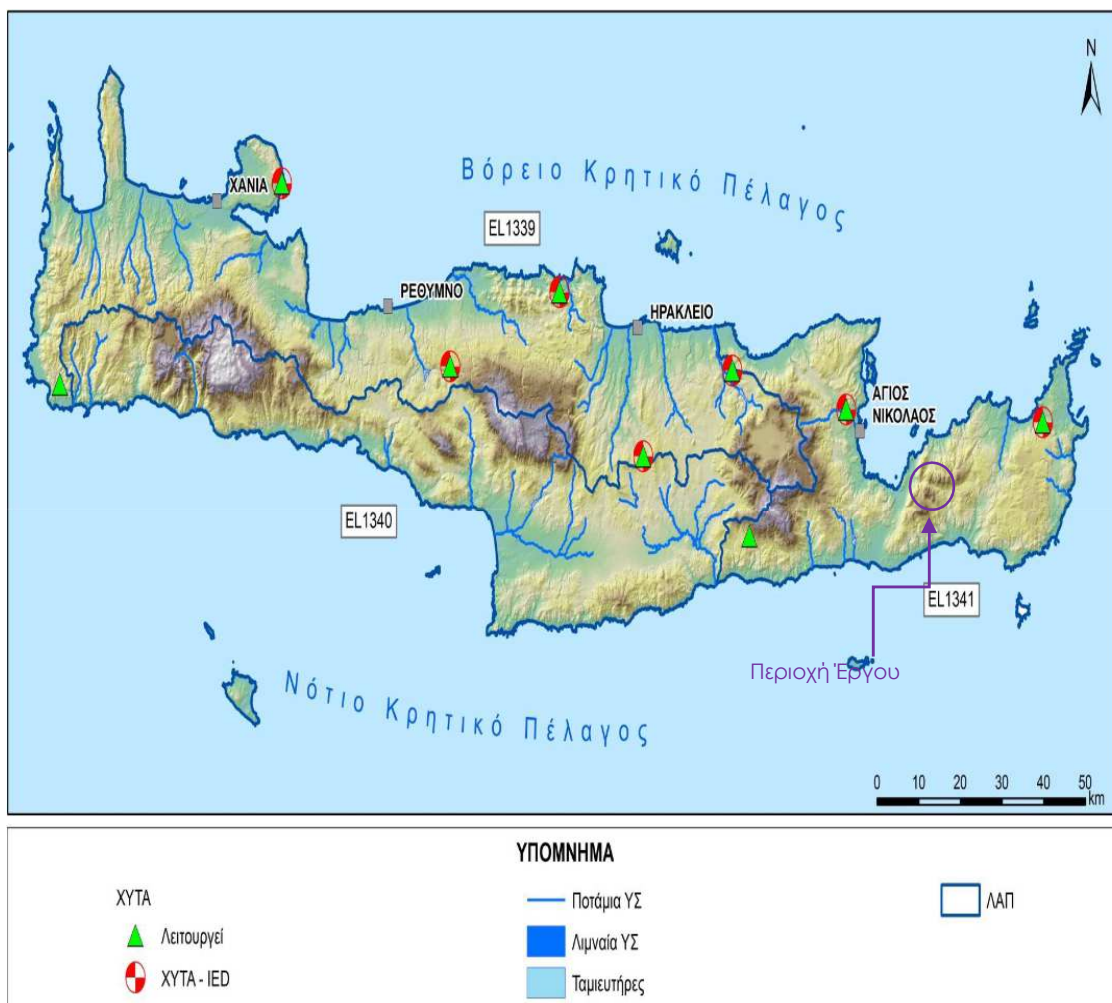 N
ΧΑΝΙΑ
Βόρειο Κρητικό Πέλαγος
EL1339
ΡΕΘΥΜΝΟ
ΗΡΑΚΛΕΙΟ
ΑΓΙΟΣ
ΝΙΚΟΛΑΟΣ
EL1340
EL1341
Περιοχή Έργου
Νότιο Κρητικό Πέλαγος
0 10 20 30 40 50
km
ΥΠΟΜΝΗΜΑ
ΧΥΤΑ
Λειτουργεί
ΧΥΤΑ - IED
Ποτάμια ΥΣ
Λιμναία ΥΣ
Ταμιευτήρες
ΛΑΠ